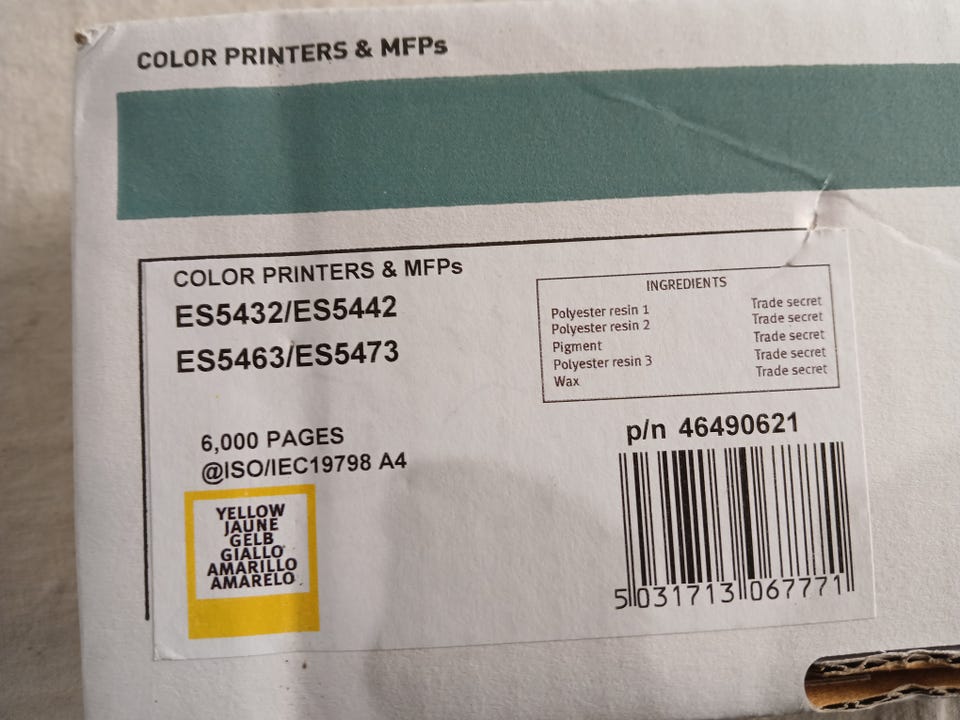 COLOR PRINTERS & MFPs
COLOR PRINTERS & MFPs
ES5432/ES5442
ES5463/ES5473
INGREDIENTS
Polyester resin 1 Trade secret
Polyester resin 2 Trade secret
Pigment Trade secret
Polyester resin 3 Trade secret
Wax Trade secret
6,000 PAGES
@ISO/IEC19798 A4
p/n 46490621
YELLOW
JAUNE
GELB
GIALLO
AMARILLO
AMARELO
5 031713 067771